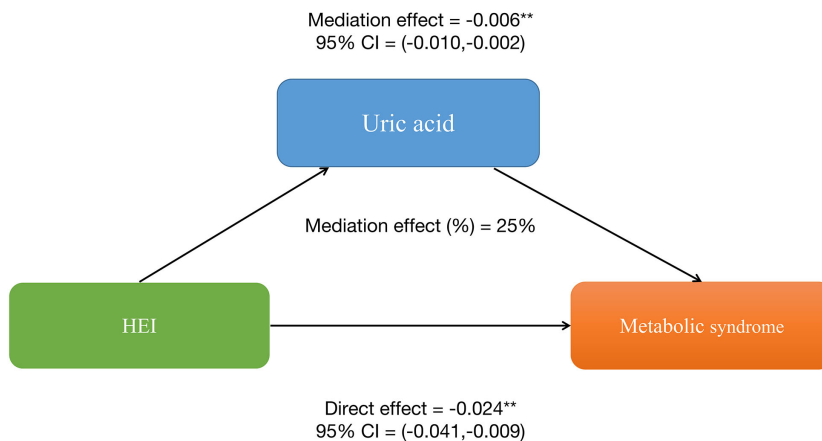 Mediation effect = -0.006**
95% CI = (-0.010,-0.002)
Uric acid
Mediation effect (%) = 25%
HEI
Metabolic syndrome
Direct effect = -0.024**
95% CI = (-0.041,-0.009)